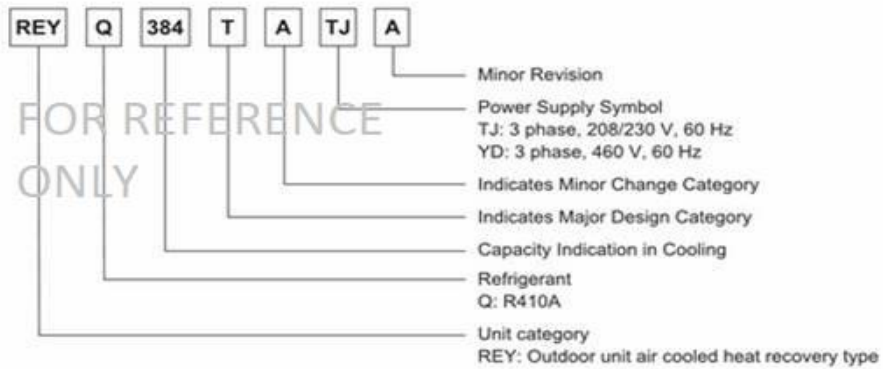 REY Q 384 T A TJ A
Minor Revision
Power Supply Symbol
TJ: 3 phase, 208/230 V, 60 Hz
YD: 3 phase, 460 V, 60 Hz
FOR REFERENCE
ONLY
Indicates Minor Change Category
Indicates Major Design Category
Capacity Indication in Cooling
Refrigerant
Q: R410A
Unit category
REY: Outdoor unit air cooled heat recovery type